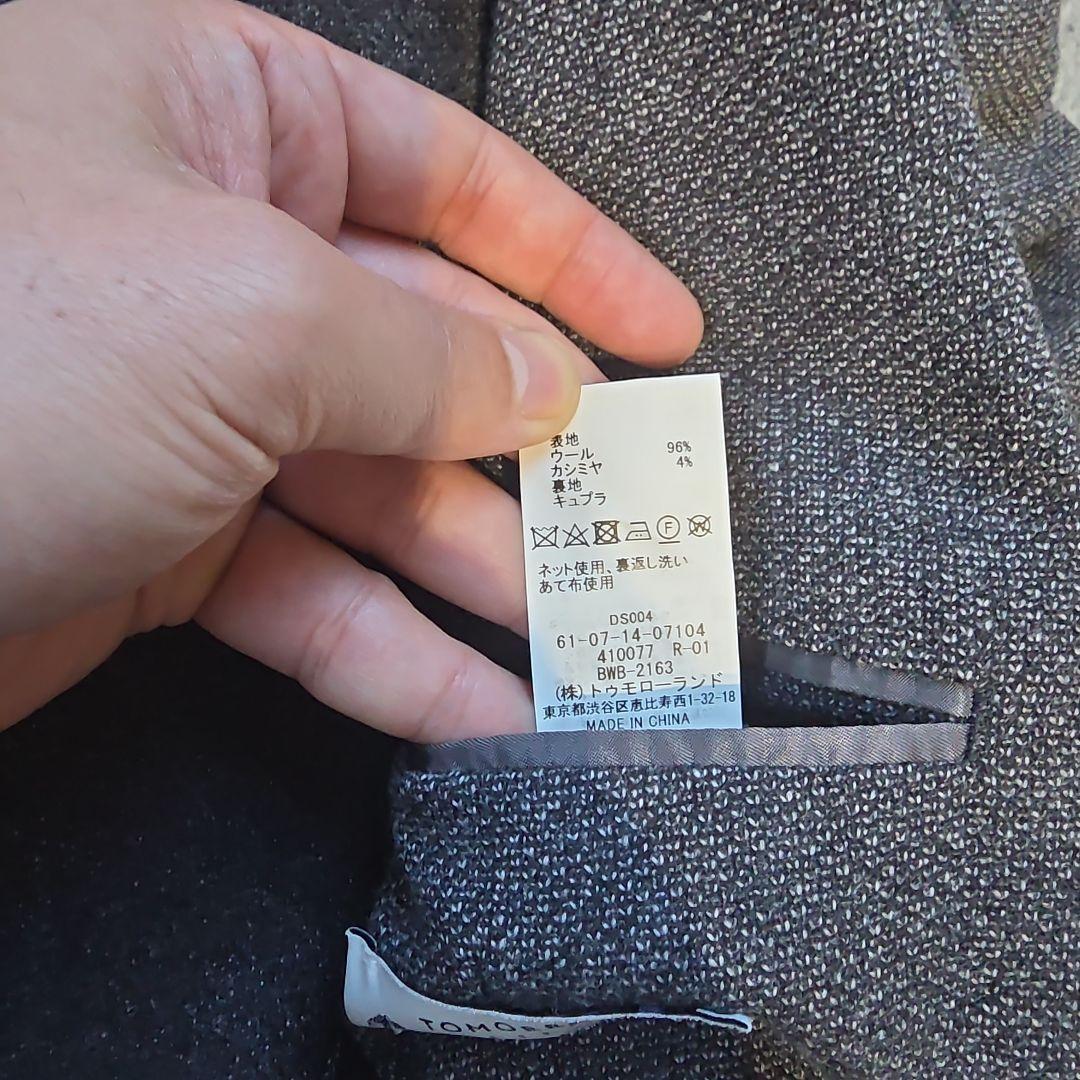 表地
ウール 96%
カシミヤ 4%
裏地
キュプラ
F W
ネット使用、裏返し洗い
あて布使用
DS004
61-07-14-07104
410077 R-01
BWB-2163
(株)トゥモローランド
東京都渋谷区恵比寿西1-32-18
MADE IN CHINA
TOMORR